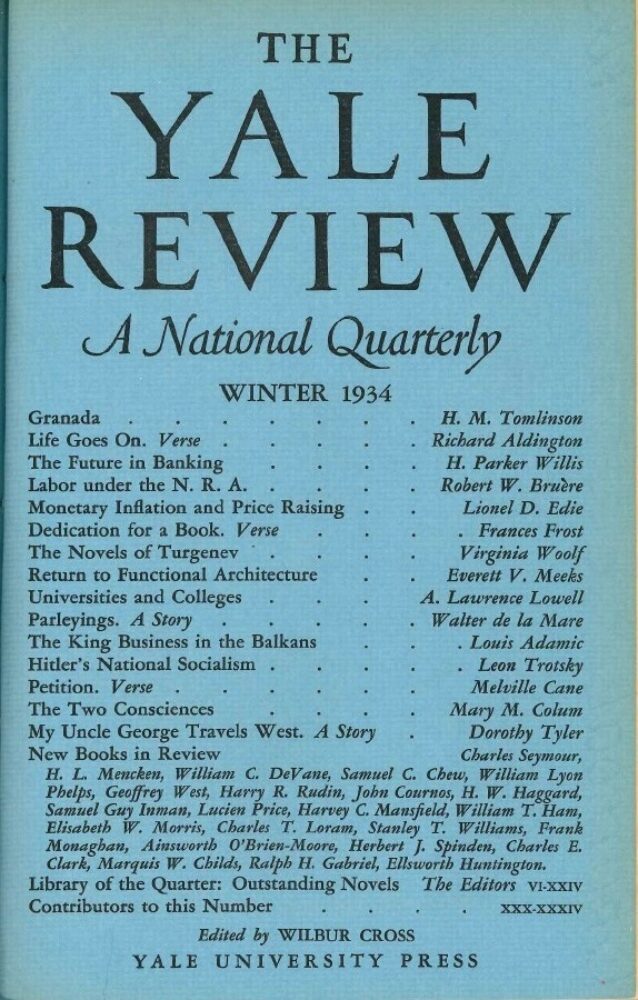 THE
YALE
REVIEW
A National Quarterly
WINTER 1934
Granada . . . . . . . H. M. Tomlinson
Life Goes On. Verse . . . . . Richard Aldington
The Future in Banking . . . . H. Parker Willis
Labor under the N. R. A. . . . . Robert W. Bruère
Monetary Inflation and Price Raising . . Lionel D. Edie
Dedication for a Book. Verse . . . . Frances Frost
The Novels of Turgenev . . . . . Virginia Woolf
Return to Functional Architecture . . Everett V. Meeks
Universities and Colleges . . . A. Lawrence Lowell
Parleyings. A Story . . . . . Walter de la Mare
The King Business in the Balkans . . . Louis Adamic
Hitler's National Socialism . . . . . Leon Trotsky
Petition. Verse . . . . . . Melville Cane
The Two Consciences . . . . Mary M. Colum
My Uncle George Travels West. A Story . Dorothy Tyler
New Books in Review Charles Seymour,
H. L. Mencken, William C. DeVane, Samuel C. Chew, William Lyon
Phelps, Geoffrey West, Harry R. Rudin, John Cournos, H. W. Haggard,
Samuel Guy Inman, Lucien Price, Harvey C. Mansfield, William T. Ham,
Elisabeth W. Morris, Charles T. Loram, Stanley T. Williams, Frank
Monaghan, Ainsworth O'Brien-Moore, Herbert J. Spinden, Charles E.
Clark, Marquis W. Childs, Ralph H. Gabriel, Ellsworth Huntington.
Library of the Quarter: Outstanding Novels The Editors VI-XXIV
Contributors to this Number . . . . XXX-XXXIV
Edited by WILBUR CROSS
YALE UNIVERSITY PRESS